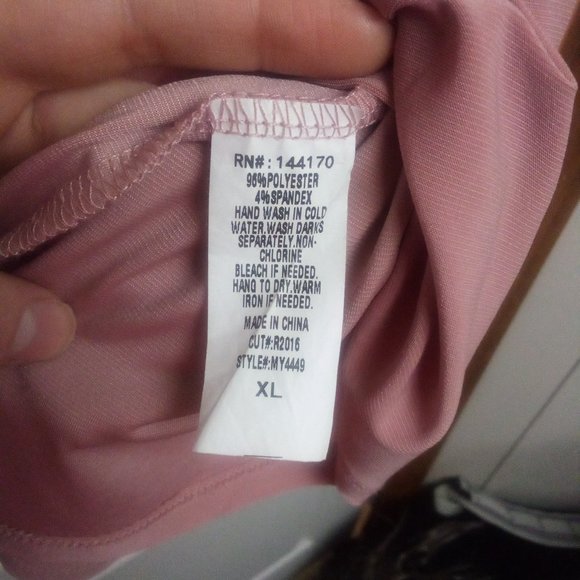 RN#: 144170
96%POLYESTER
4%SPANDEX
HAND WASH IN COLD
WATER.WASH DARKS
SEPARATELY.NON-
CHLORINE
BLEACH IF NEEDED.
HANG TO DRY.WARM
IRON IF NEEDED.
MADE IN CHINA
CUT#:R2016
STYLE#:MY4449
XL